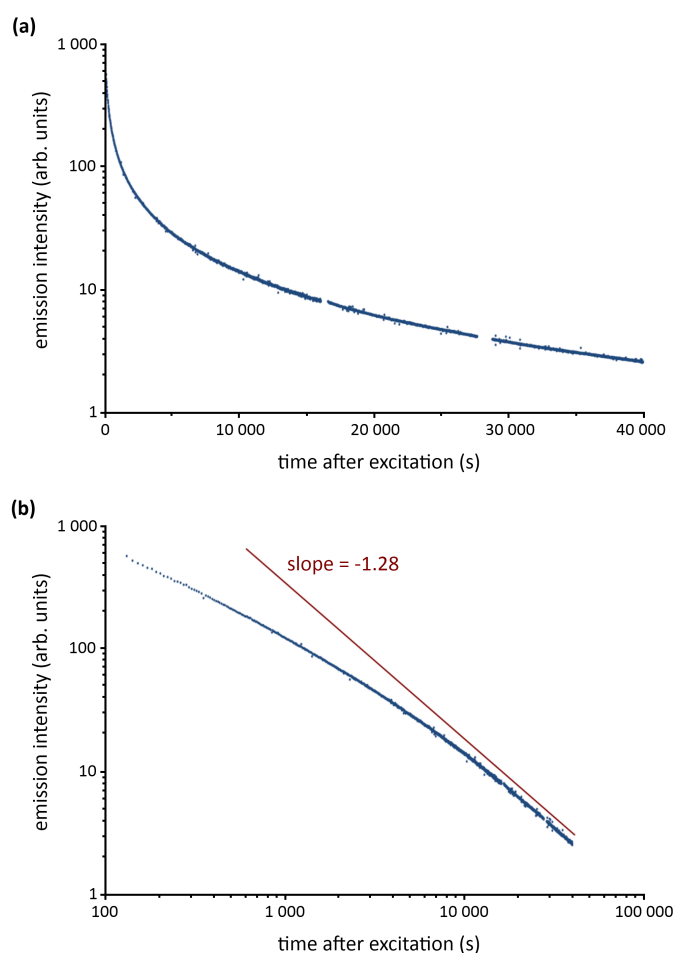 (a)
1 000
100
10
1
emission intensity (arb. units)
0
10 000
20 000
30 000
40 000
time after excitation (s)
(b)
1 000
100
10
1
emission intensity (arb. units)
slope = -1.28
100
1 000
10 000
100 000
time after excitation (s)